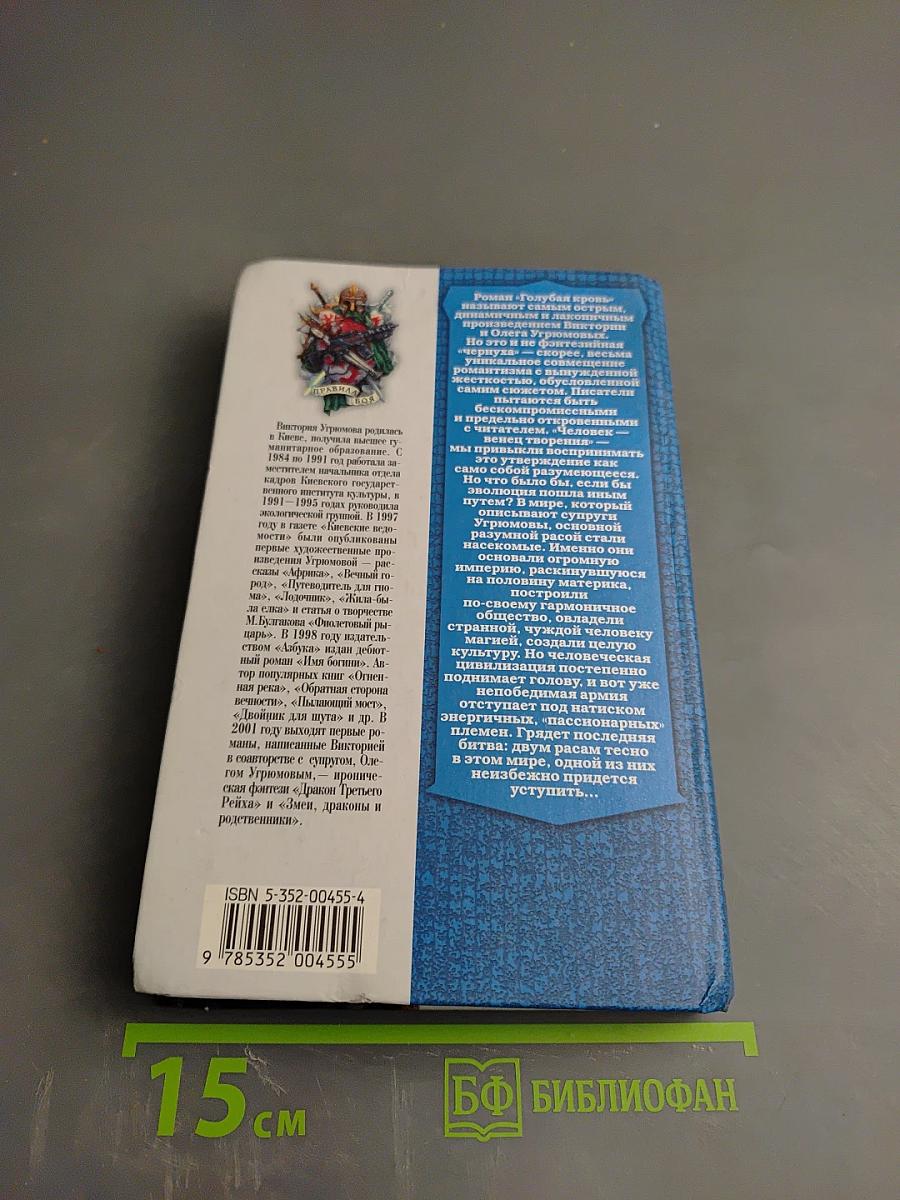 ПРАВИЛА
БОЯ
Виктория Угрюмова родилась
в Киеве, получила высшее гу-
манитарное образование. С
1984 по 1991 год работала за-
местителем начальника отдела
кадров Киевского государст-
венного института культуры, в
1991—1995 годах руководила
экологической группой. В 1997
году в газете «Киевские ведо-
мости» были опубликованы
первые художественные про-
изведения Угрюмовой — рас-
сказы «Африка», «Вечный го-
род», «Путеводитель для гно-
ма», «Лодочник», «Жила-бы-
ла елка» и статья о творчестве
М.Булгакова «Фиолетовый ры-
царь». В 1998 году издатель-
ством «Азбука» издан дебют-
ный роман «Имя богини». Ав-
тор популярных книг «Огнен-
ная река», «Обратная сторона
вечности», «Пылающий мост»,
«Двойник для шута» и др. В
2001 году выходят первые ро-
маны, написанные Викторией
в соавторстве с супругом, Оле-
гом Угрюмовым,— ирониче-
ская фэнтези «Дракон Третьего
Рейха» и «Змеи, драконы и
родственники».
ISBN 5-352-00455-4
9 785352 004555
Роман «Голубая кровь»
называют самым острым,
динамичным и лаконичным
произведением Виктории
и Олега Угрюмовых.
Но это и не фэнтезийная
«чернуха» — скорее, весьма
уникальное совмещение
романтизма с вынужденной
жесткостью, обусловленной
самим сюжетом. Писатели
пытаются быть
бескомпромиссными
и предельно откровенными
с читателем. «Человек —
венец творения» —
мы привыкли воспринимать
это утверждение как
само собой разумеющееся.
Но что было бы, если бы
эволюция пошла иным
путем? В мире, который
описывают супруги
Угрюмовы, основной
разумной расой стали
насекомые. Именно они
основали огромную
империю, раскинувшуюся
на половину материка,
построили
по-своему гармоничное
общество, овладели
странной, чуждой человеку
магией, создали целую
культуру. Но человеческая
цивилизация постепенно
поднимает голову, и вот уже
непобедимая армия
отступает под натиском
энергичных, «пассионарных»
племен. Грядет последняя
битва: двум расам тесно
в этом мире, одной из них
неизбежно придется
уступить...
15 см
БФ БИБЛИОФАН